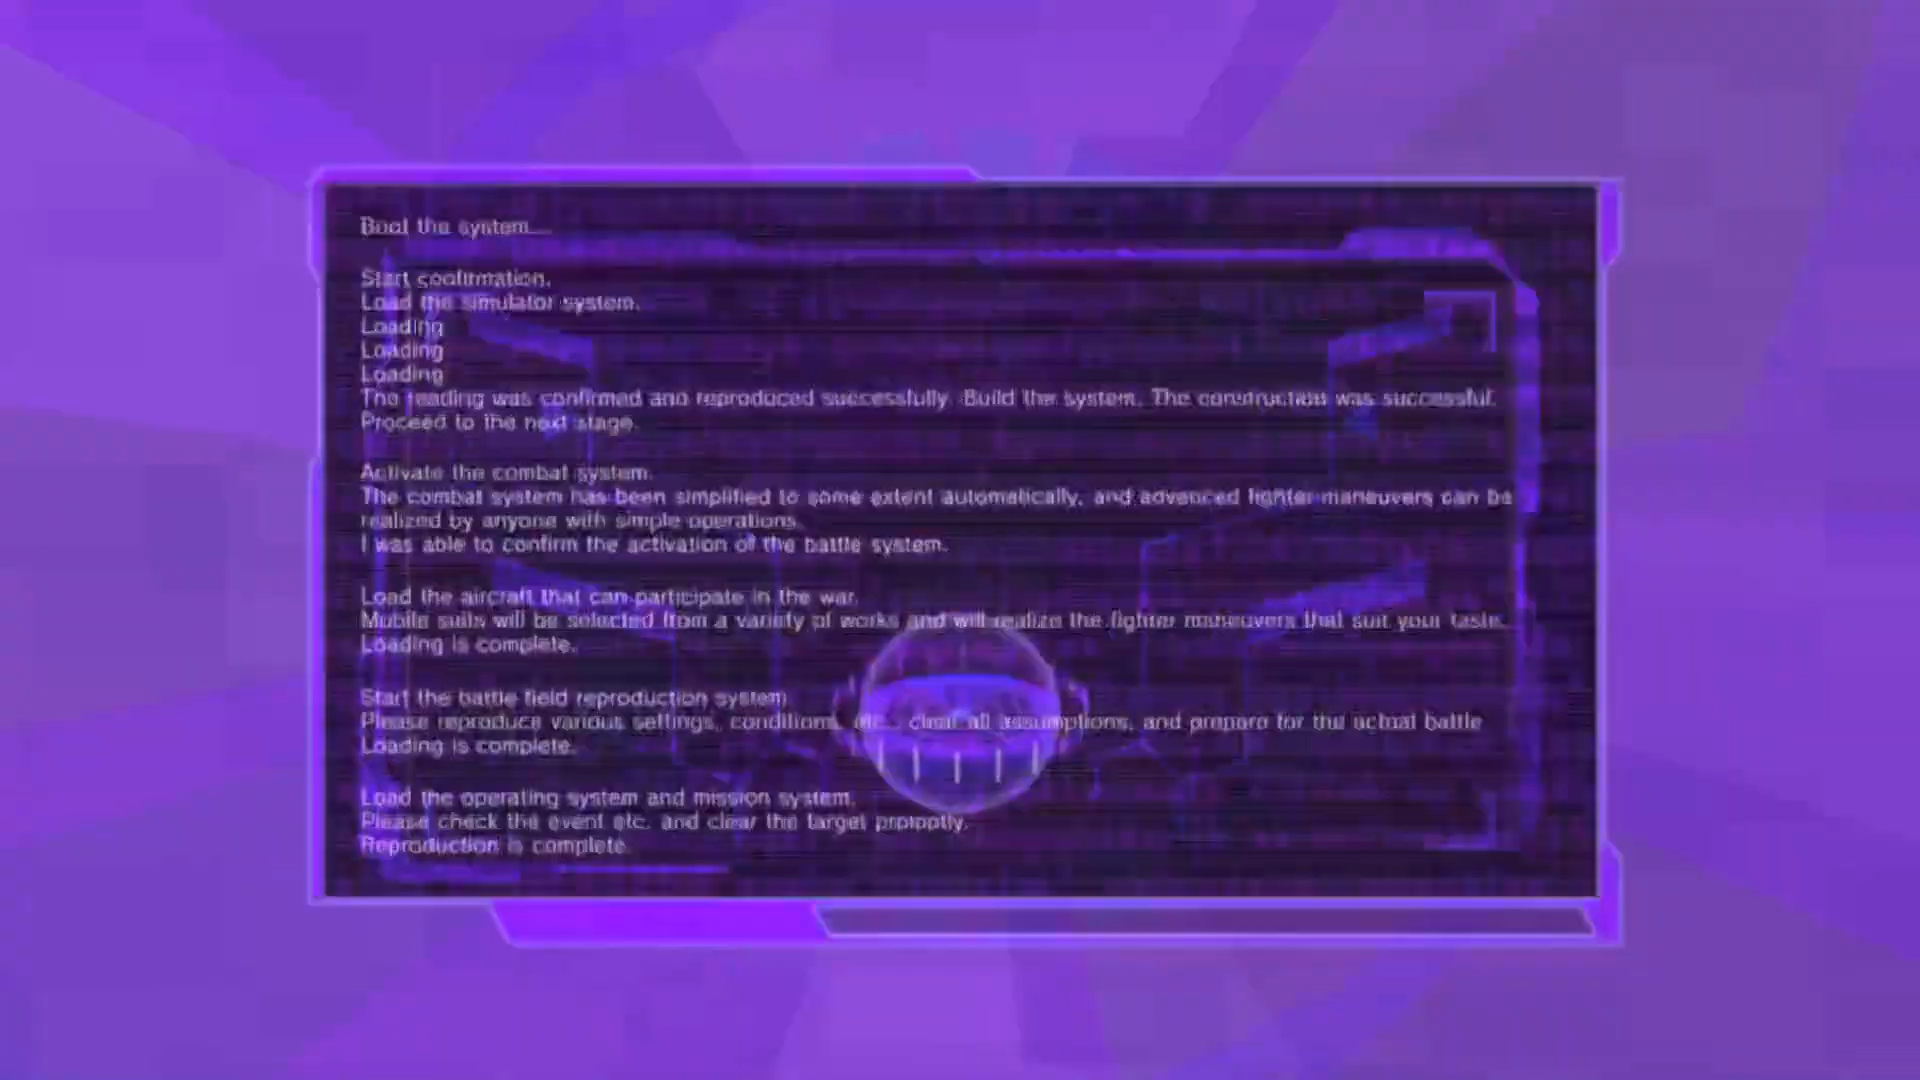 Boot the system...
Start confirmation.
Load the simulator system.
Loading
Loading
Loading
The reading was confirmed and reproduced successfully. Build the system. The construction was successful.
Proceed to the next stage.
Activate the combat system.
The combat system has been simplified to some extent automatically, and advanced fighter maneuvers can be
realized by anyone with simple operations.
I was able to confirm the activation of the battle system.
Load the aircraft that can participate in the war.
Mobile suits will be selected from a variety of works and will realize the fighter maneuvers that suit your taste.
Loading is complete.
Start the battle field reproduction system
Please reproduce various settings, conditions, etc., clear all assumptions, and prepare for the actual battle
Loading is complete.
Load the operating system and mission system.
Please check the event etc. and clear the target promptly.
Reproduction is complete.